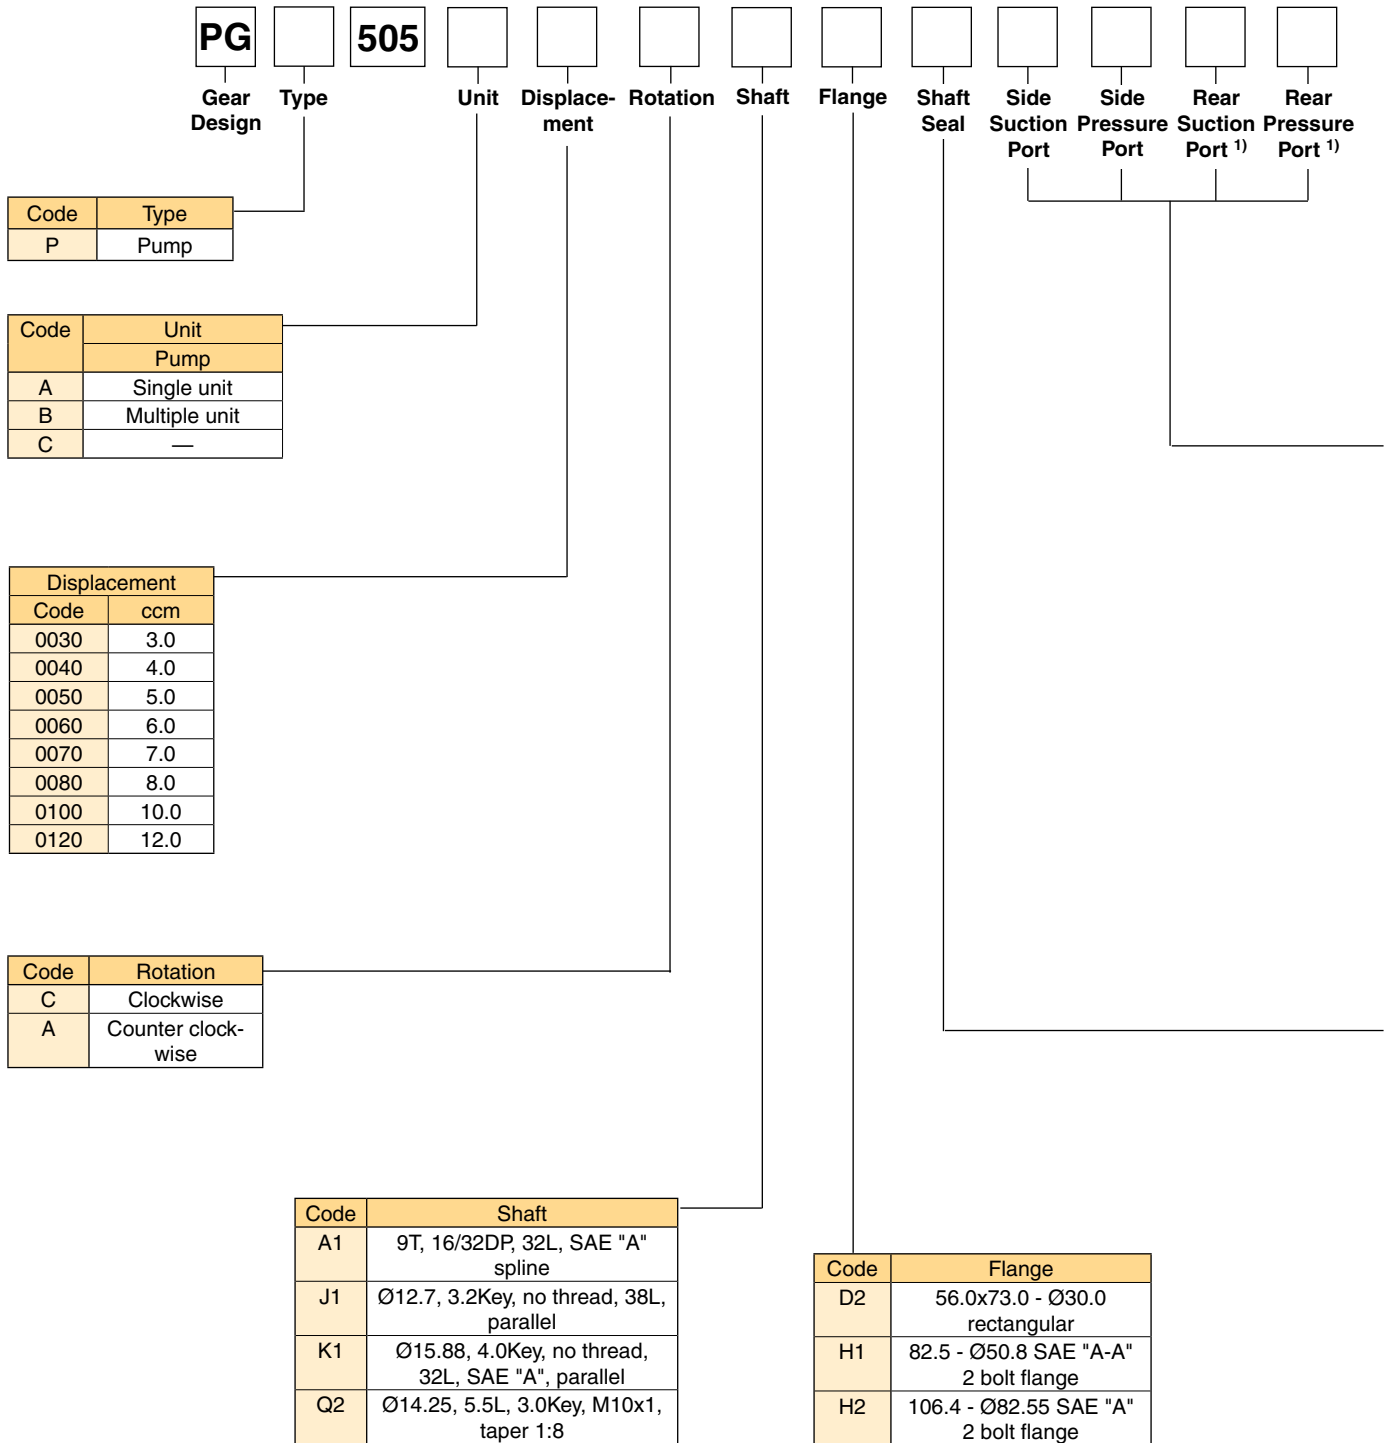 PG 505
Gear Type Unit Displace- Rotation Shaft Flange Shaft Side Side Rear Rear
Design ment Seal Suction Pressure Suction Pressure
Port Port Port 1) Port 1)
Code Type
P Pump
Code Unit
Pump
A Single unit
B Multiple unit
C —
Displacement
Code ccm
0030 3.0
0040 4.0
0050 5.0
0060 6.0
0070 7.0
0080 8.0
0100 10.0
0120 12.0
Code Rotation
C Clockwise
A Counter clock-
wise
Code Shaft
A1 9T, 16/32DP, 32L, SAE "A"
spline
J1 Ø12.7, 3.2Key, no thread, 38L,
parallel
K1 Ø15.88, 4.0Key, no thread,
32L, SAE "A", parallel
Q2 Ø14.25, 5.5L, 3.0Key, M10x1,
taper 1:8
Code Flange
D2 56.0x73.0 - Ø30.0
rectangular
H1 82.5 - Ø50.8 SAE "A-A"
2 bolt flange
H2 106.4 - Ø82.55 SAE "A"
2 bolt flange